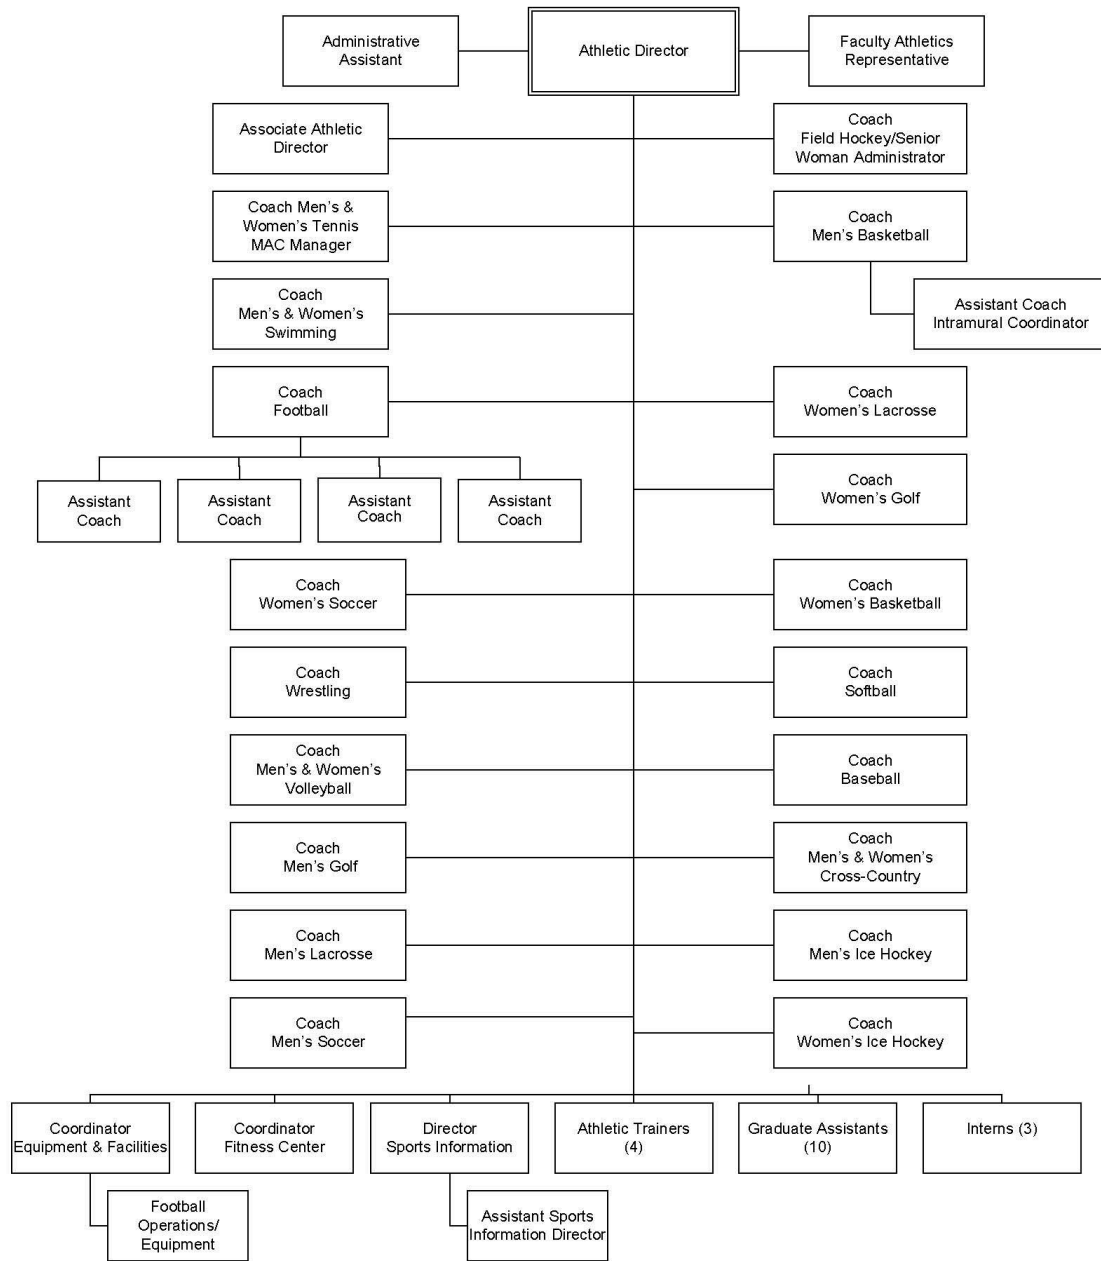 Administrative
Assistant
Athletic Director
Faculty Athletics
Representative
Associate Athletic
Director
Coach
Field Hockey/Senior
Woman Administrator
Coach Men’s &
Women’s Tennis
MAC Manager
Coach
Men’s Basketball
Coach
Men’s & Women’s
Swimming
Assistant Coach
Intramural Coordinator
Coach
Football
Coach
Women’s Lacrosse
Assistant
Coach
Assistant
Coach
Assistant
Coach
Assistant
Coach
Coach
Women’s Golf
Coach
Women’s Soccer
Coach
Women’s Basketball
Coach
Wrestling
Coach
Softball
Coach
Men’s & Women’s
Volleyball
Coach
Baseball
Coach
Men’s Golf
Coach
Men’s & Women’s
Cross-Country
Coach
Men’s Lacrosse
Coach
Men’s Ice Hockey
Coach
Men’s Soccer
Coach
Women’s Ice Hockey
Coordinator
Equipment & Facilities
Coordinator
Fitness Center
Director
Sports Information
Athletic Trainers
(4)
Graduate Assistants
(10)
Interns (3)
Football
Operations/
Equipment
Assistant Sports
Information Director